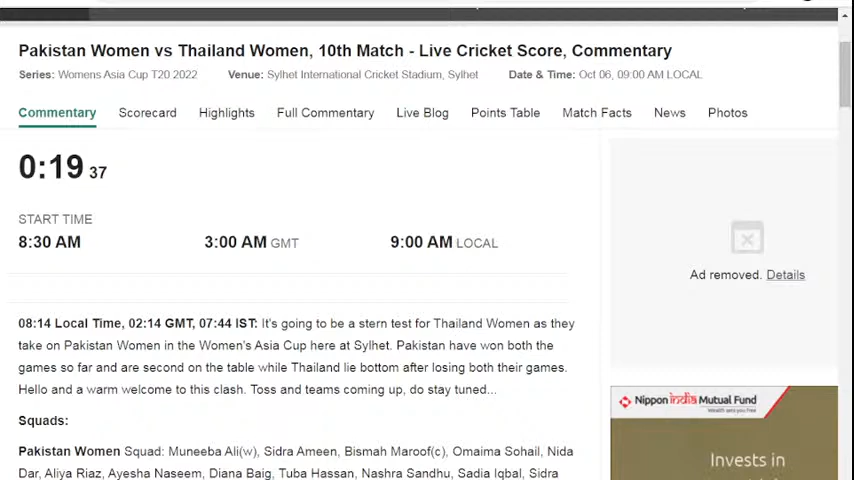 Pakistan Women vs Thailand Women, 10th Match - Live Cricket Score, Commentary
Series: Womens Asia Cup T20 2022 Venue: Sylhet International Cricket Stadium, Sylhet Date & Time: Oct 06, 09:00 AM LOCAL
Commentary Scorecard Highlights Full Commentary Live Blog Points Table Match Facts News Photos
0:19 37
START TIME
8:30 AM 3:00 AM GMT 9:00 AM LOCAL
Ad removed. Details
08:14 Local Time, 02:14 GMT, 07:44 IST: It's going to be a stern test for Thailand Women as they
take on Pakistan Women in the Women's Asia Cup here at Sylhet. Pakistan have won both the
games so far and are second on the table while Thailand lie bottom after losing both their games.
Hello and a warm welcome to this clash. Toss and teams coming up, do stay tuned...
Nippon india Mutual Fund
Wealth sets you free
Squads:
Pakistan Women Squad: Muneeba Ali(w), Sidra Ameen, Bismah Maroof(c), Omaima Sohail, Nida
Dar, Aliya Riaz, Ayesha Naseem, Diana Baig, Tuba Hassan, Nashra Sandhu, Sadia Iqbal, Sidra
Invests in